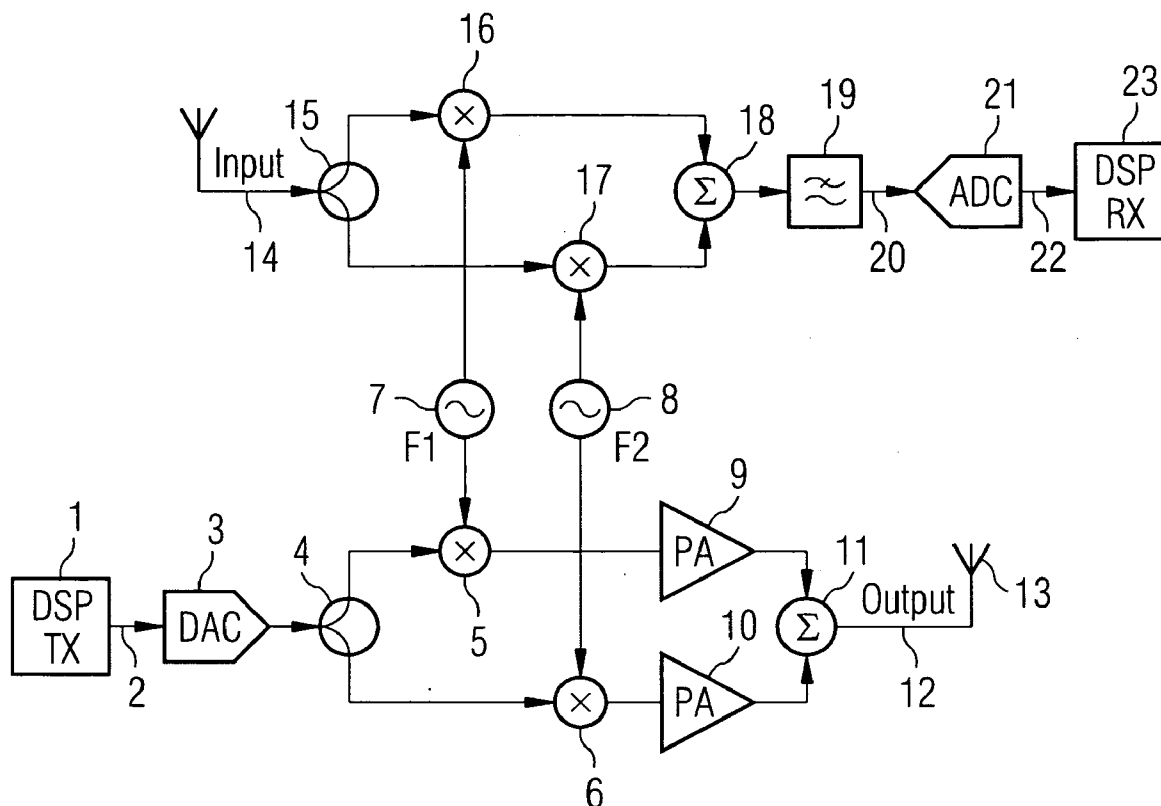 16
15
Input
14
×
17
×
18
Σ
19
20
21
ADC
22
23
DSP
RX
7
F1
8
F2
1
DSP
TX
2
3
DAC
4
×
5
×
6
9
PA
10
PA
11
Σ
Output
12
13